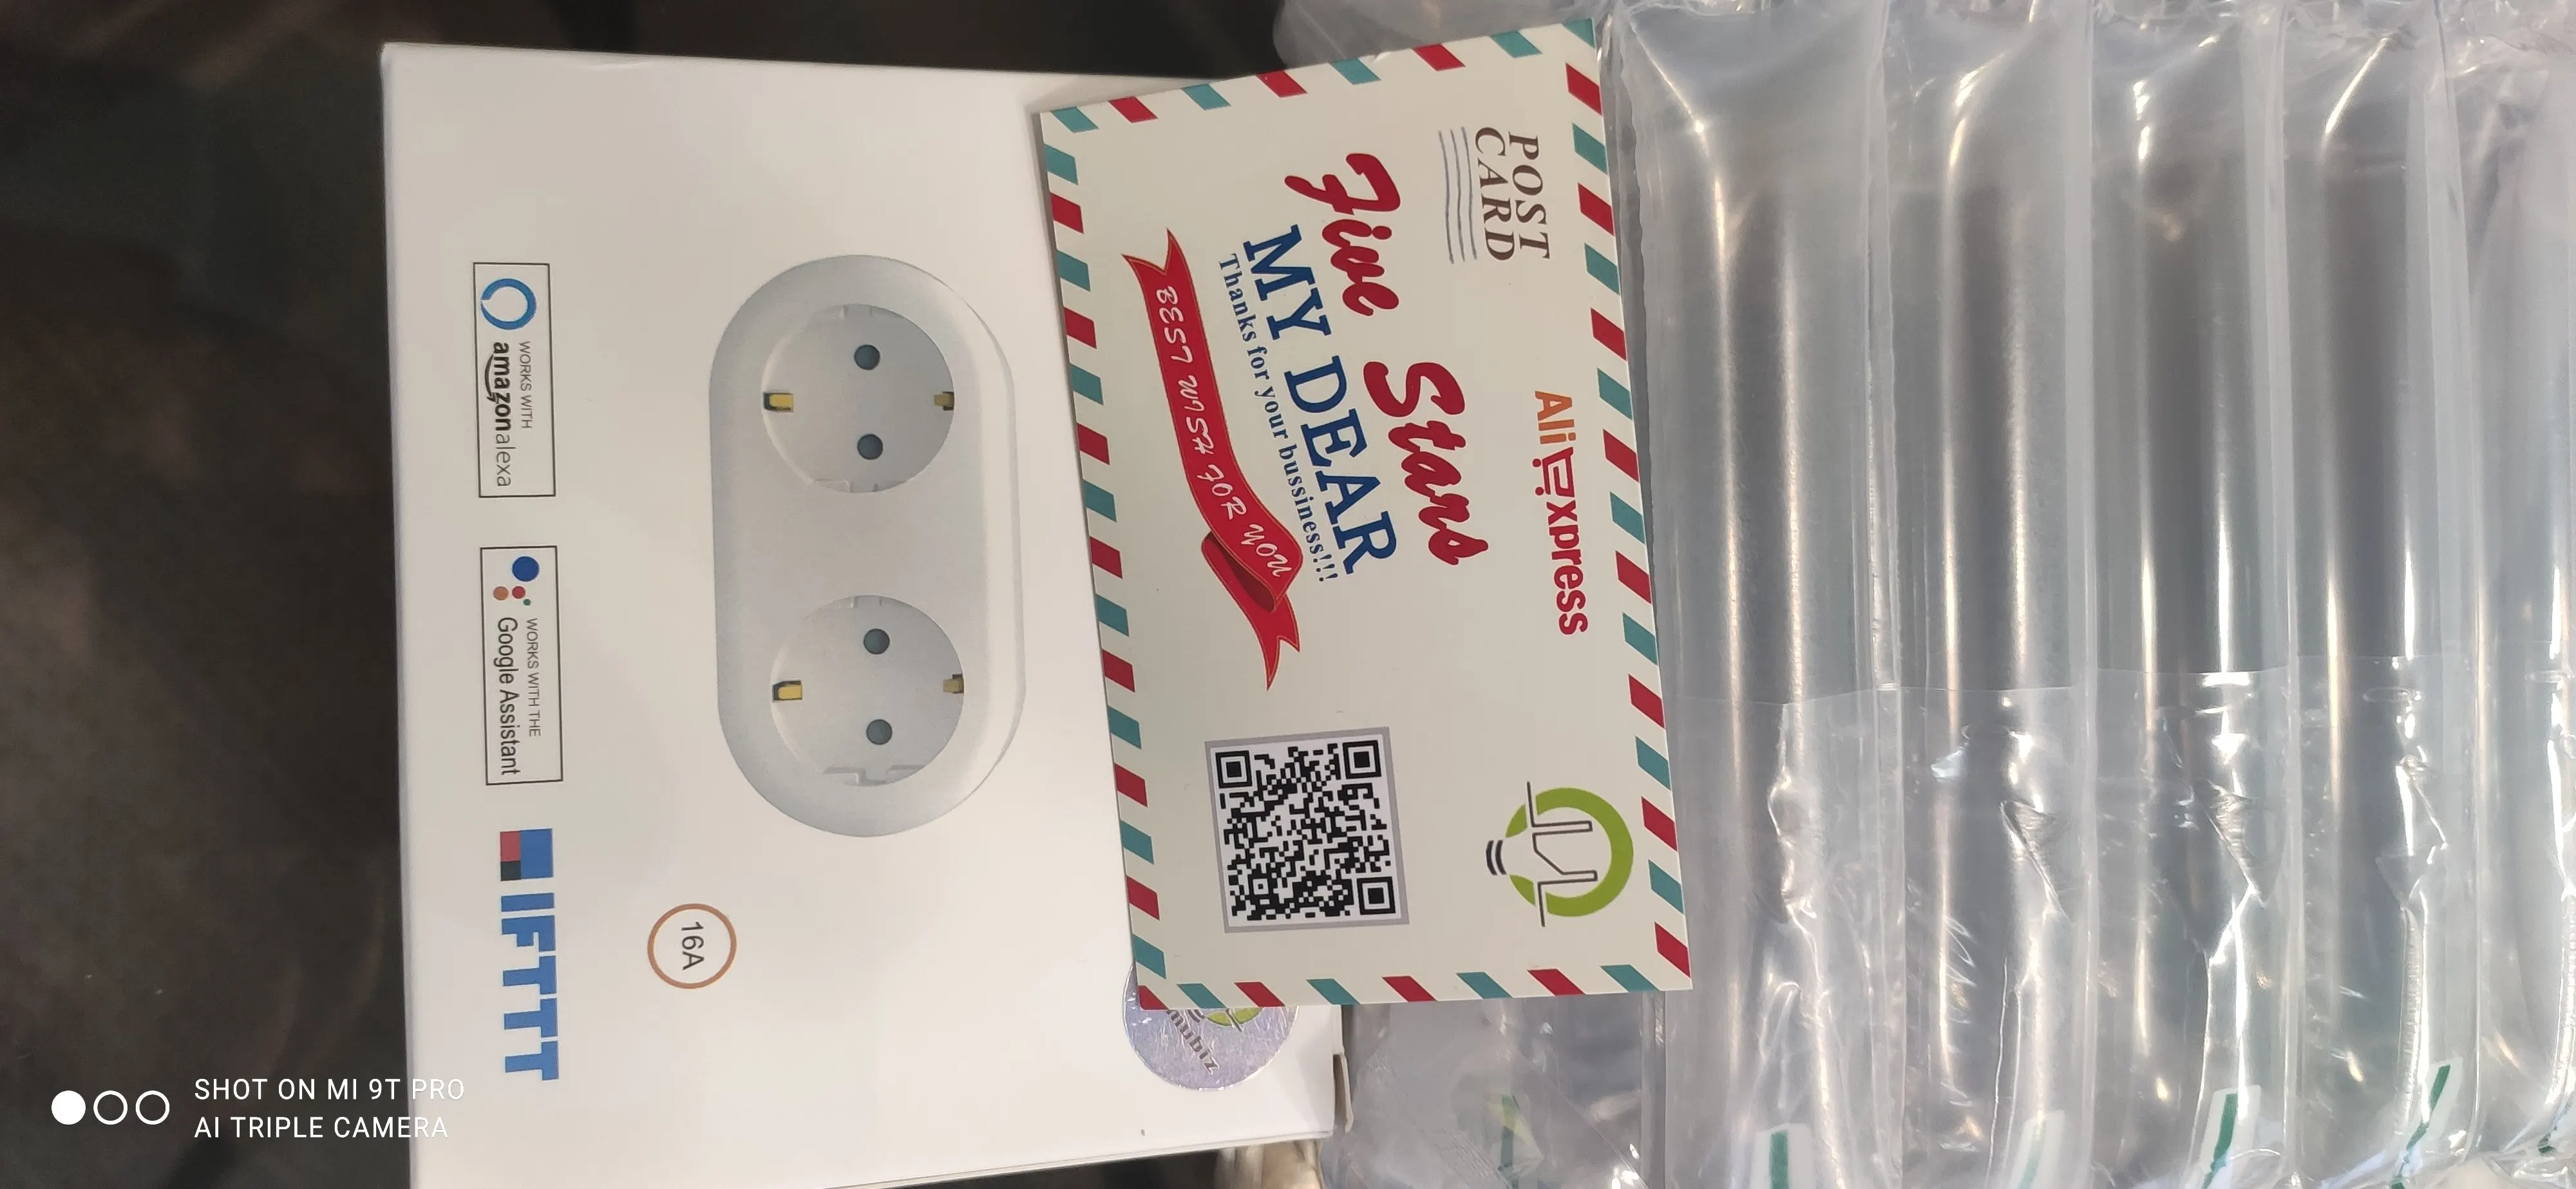 POST
CARD
AliExpress
Five Stars
MY DEAR
Thanks for your bussiness!!!
BEST WISH FOR YOU
16A
WORKS WITH
amazon alexa
WORKS WITH THE
Google Assistant
IFTTT
SHOT ON MI 9T PRO
AI TRIPLE CAMERA